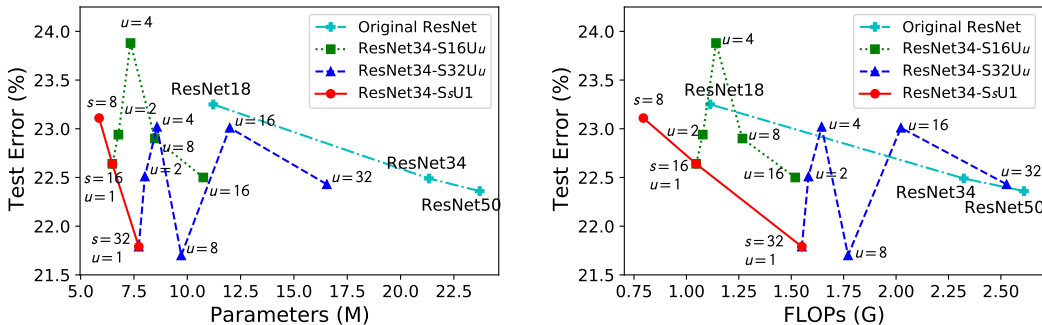 Test Error (%)
24.0
23.5
23.0
22.5
22.0
21.5
5.0
7.5
10.0
12.5
15.0
17.5
20.0
22.5
Parameters (M)
Original ResNet
ResNet34-S16Uu
ResNet34-S32Uu
ResNet34-SsU1
u=4
ResNet18
s=8
u=2
u=4
u=16
u=8
s=16
u=1
u=2
u=16
u=32
ResNet34
ResNet50
s=32
u=1
u=8
Test Error (%)
24.0
23.5
23.0
22.5
22.0
21.5
0.75
1.00
1.25
1.50
1.75
2.00
2.25
2.50
FLOPs (G)
Original ResNet
ResNet34-S16Uu
ResNet34-S32Uu
ResNet34-SsU1
u=4
ResNet18
s=8
u=2
u=8
u=4
u=16
s=16
u=1
u=16
u=2
u=32
ResNet34
ResNet50
s=32
u=1
u=8